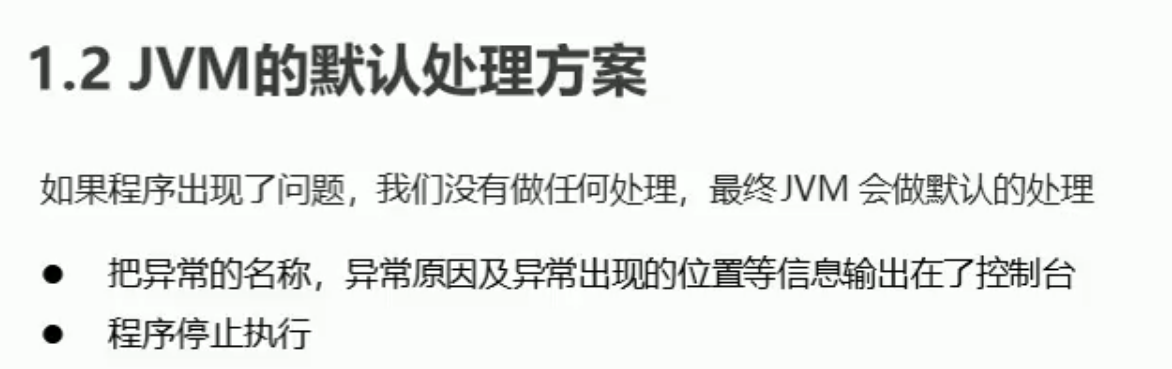 1.2 JVM的默认处理方案
如果程序出现了问题，我们没有做任何处理，最终JVM 会做默认的处理
● 把异常的名称，异常原因及异常出现的位置等信息输出在了控制台
● 程序停止执行